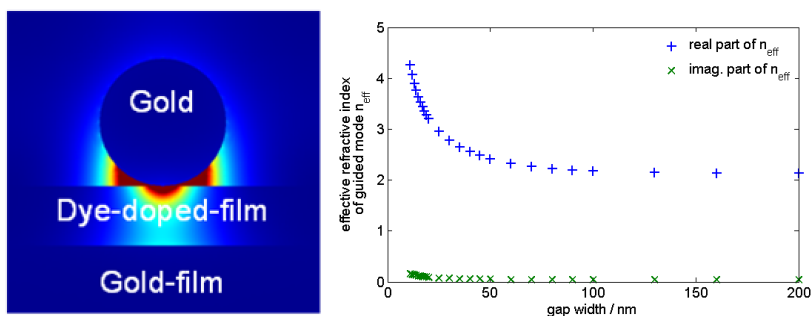 Gold
Dye-doped-film
Gold-film
effective refractive index
of guided mode n_eff
5
4
3
2
1
0
0
50
100
150
200
gap width / nm
real part of n_eff
imag. part of n_eff